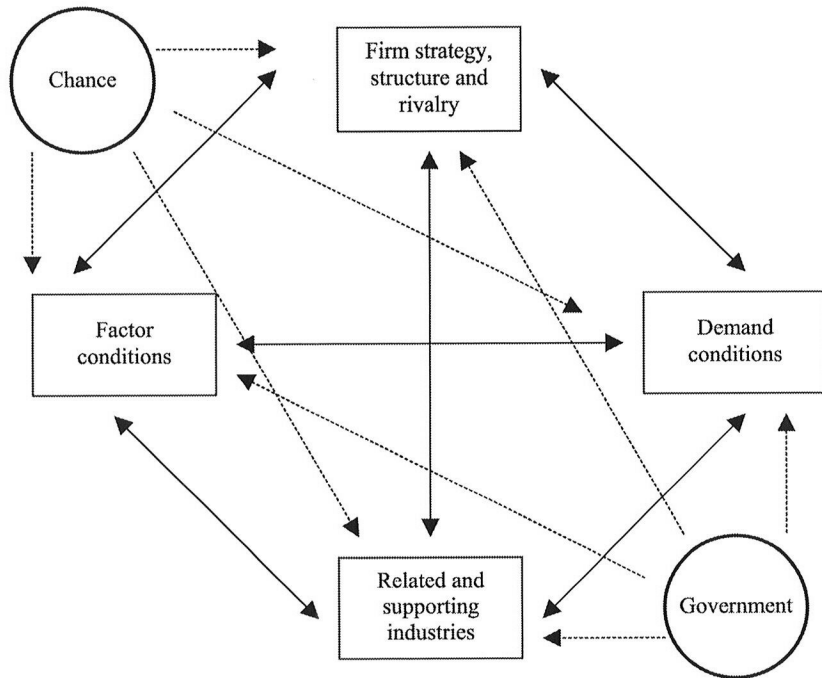 Firm strategy,
structure and
rivalry
Chance
Factor
conditions
Demand
conditions
Related and
supporting
industries
Government